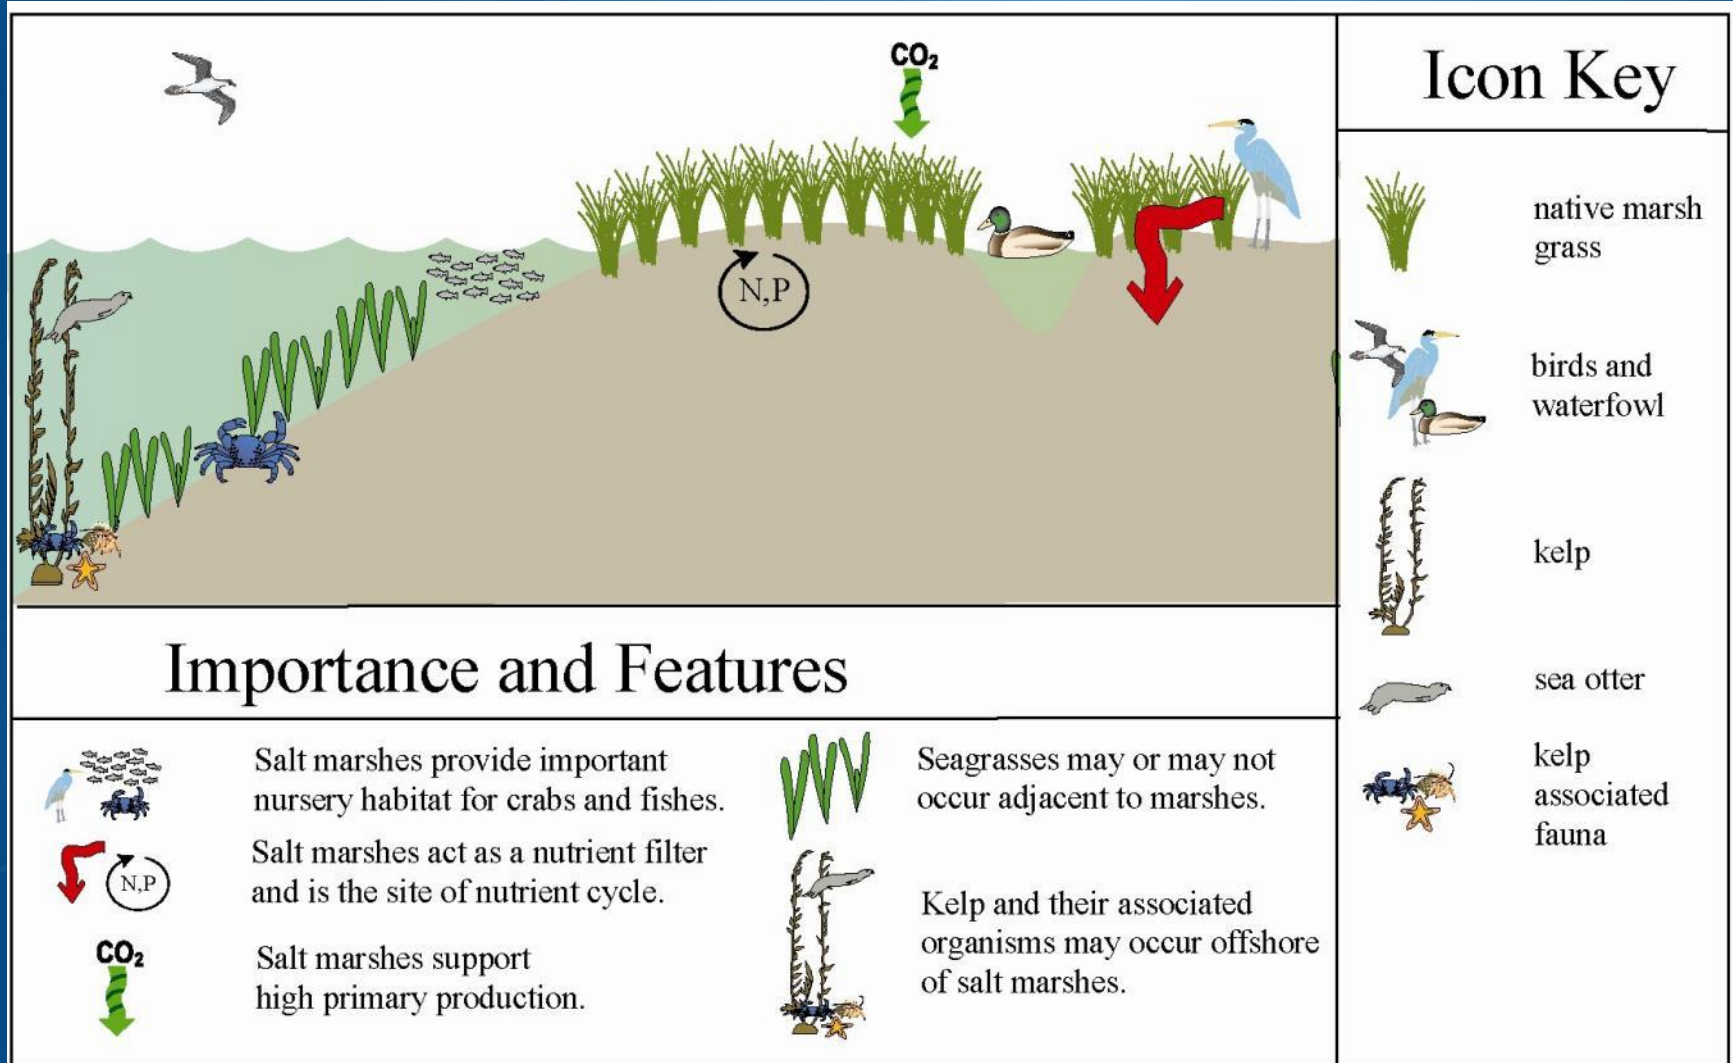 CO₂
N,P
Icon Key
native marsh
grass
birds and
waterfowl
kelp
sea otter
kelp
associated
fauna
Importance and Features
Salt marshes provide important
nursery habitat for crabs and fishes.
N,P
Salt marshes act as a nutrient filter
and is the site of nutrient cycle.
CO₂
Salt marshes support
high primary production.
Seagrasses may or may not
occur adjacent to marshes.
Kelp and their associated
organisms may occur offshore
of salt marshes.